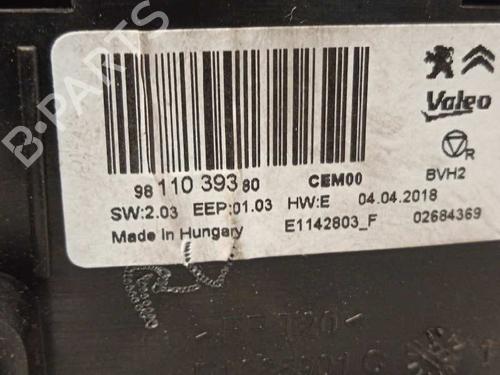 B-PARTS
Valeo
R
BVH2
98 110 393 80
CEM00
SW:2.03 EEP:01.03 HW:E 04.04.2018
Made in Hungary E1142803_F 02684369